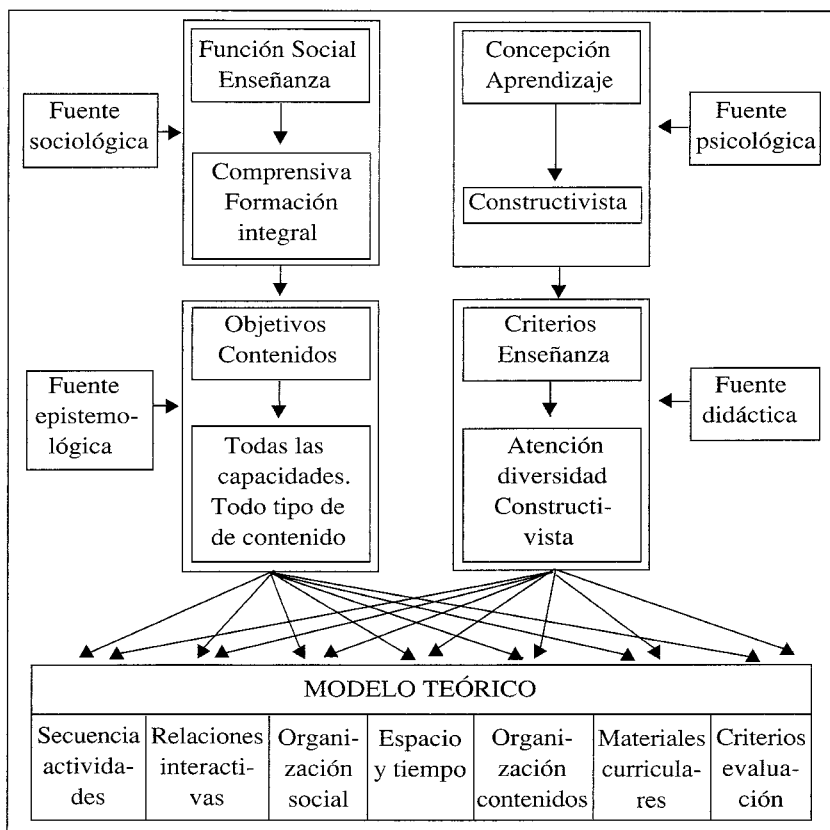 Función Social
Enseñanza
Concepción
Aprendizaje
Fuente
sociológica
Fuente
psicológica
Comprensiva
Formación
integral
Constructivista
Objetivos
Contenidos
Criterios
Enseñanza
Fuente
epistemo-
lógica
Fuente
didáctica
Todas las
capacidades.
Todo tipo de
de contenido
Atención
diversidad
Constructi-
vista
MODELO TEÓRICO
Secuencia
activida-
des
Relaciones
interacti-
vas
Organi-
zación
social
Espacio
y tiempo
Organi-
zación
contenidos
Materiales
curricula-
res
Criterios
evalua-
ción